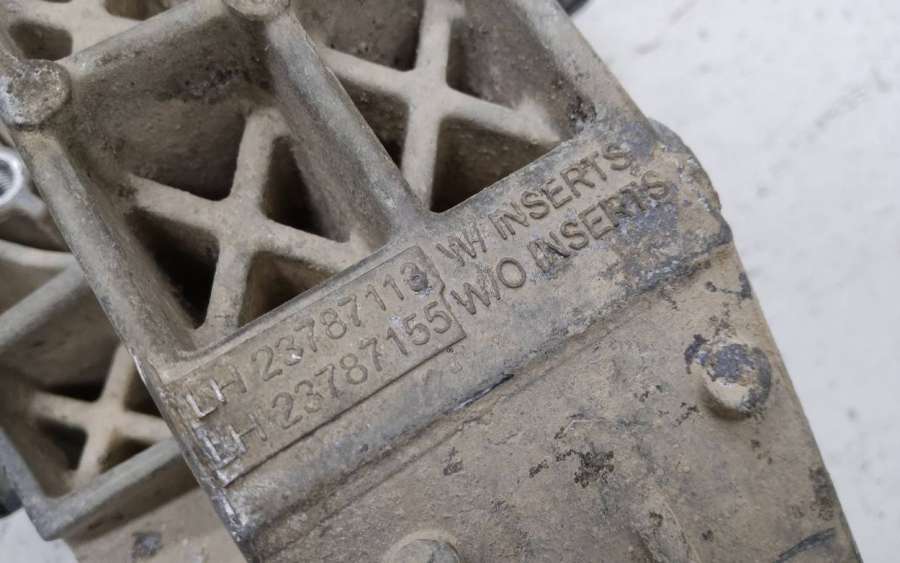 LH 23787113 W/ INSERTS
LH 23787155 W/O INSERTS